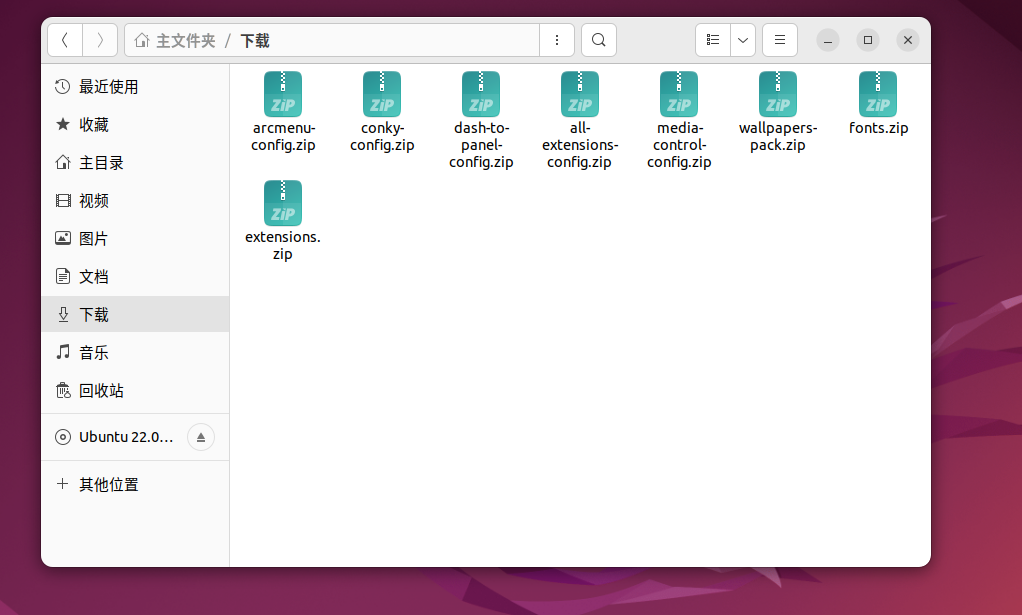 主文件夹 / 下载
最近使用
收藏
主目录
视频
图片
文档
下载
音乐
回收站
Ubuntu 22.0...
其他位置
ZiP
arcmenu-
config.zip
ZiP
conky-
config.zip
ZiP
dash-to-
panel-
config.zip
ZiP
all-
extensions-
config.zip
ZiP
media-
control-
config.zip
ZiP
wallpapers-
pack.zip
ZiP
fonts.zip
ZiP
extensions.
zip